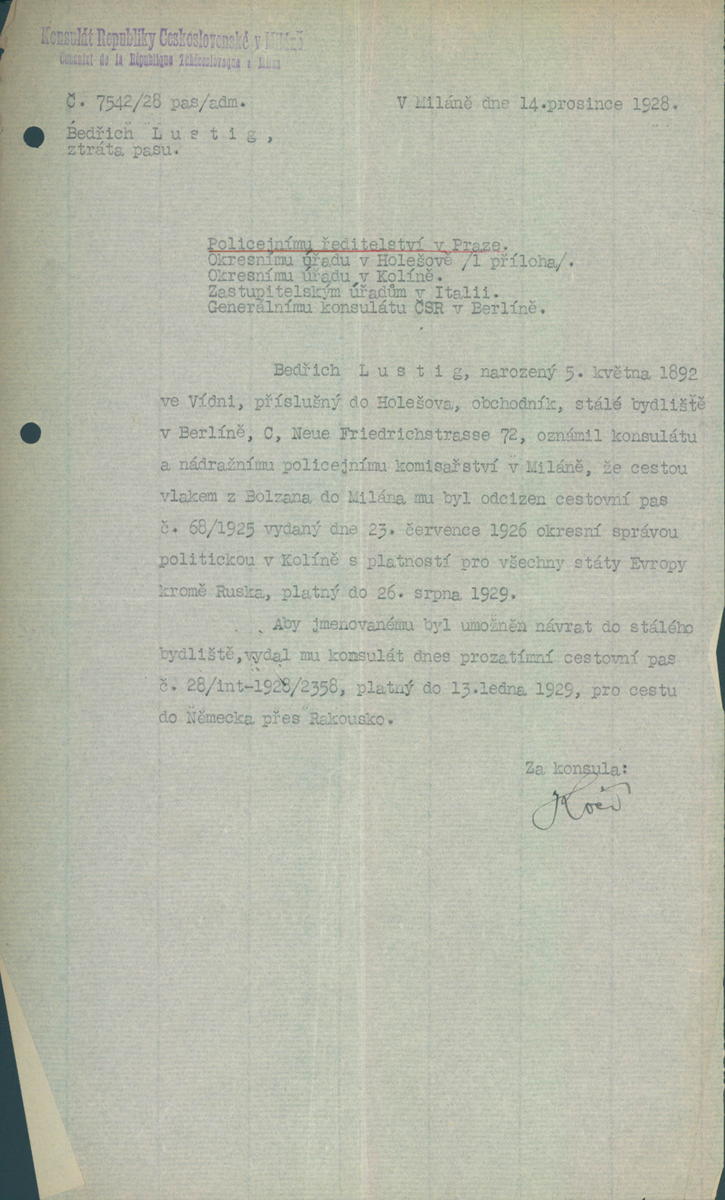 Konsulát Republiky Československé v Miláně
Consulat de la République Tchécoslovaque à Milan
Č. 7542/28 pas/adm.
V Miláně dne 14.prosince 1928.
Bedřich L u s t i g ,
ztráta pasu.
Policejnímu ředitelství v Praze.
Okresnímu úřadu v Holešově /1 příloha/.
Okresnímu úřadu v Kolíně.
Zastupitelským úřadům v Italii.
Generálnímu konsulátu ČSR v Berlíně.
Bedřich L u s t i g, narozený 5. května 1892
ve Vídni, příslušný do Holešova, obchodník, stálé bydliště
v Berlíně, C, Neue Friedrichstrasse 72, oznámil konsulátu
a nádražnímu policejnímu komisařství v Miláně, že cestou
vlakem z Bolzana do Milána mu byl odcizen cestovní pas
č. 68/1925 vydaný dne 23. července 1926 okresní správou
politickou v Kolíně s platností pro všechny státy Evropy
kromě Ruska, platný do 26. srpna 1929.
Aby jmenovanému byl umožněn návrat do stálého
bydliště,vydal mu konsulát dnes prozatímní cestovní pas
č. 28/int-1928/2358, platný do 13.ledna 1929, pro cestu
do Německa přes Rakousko.
Za konsula: